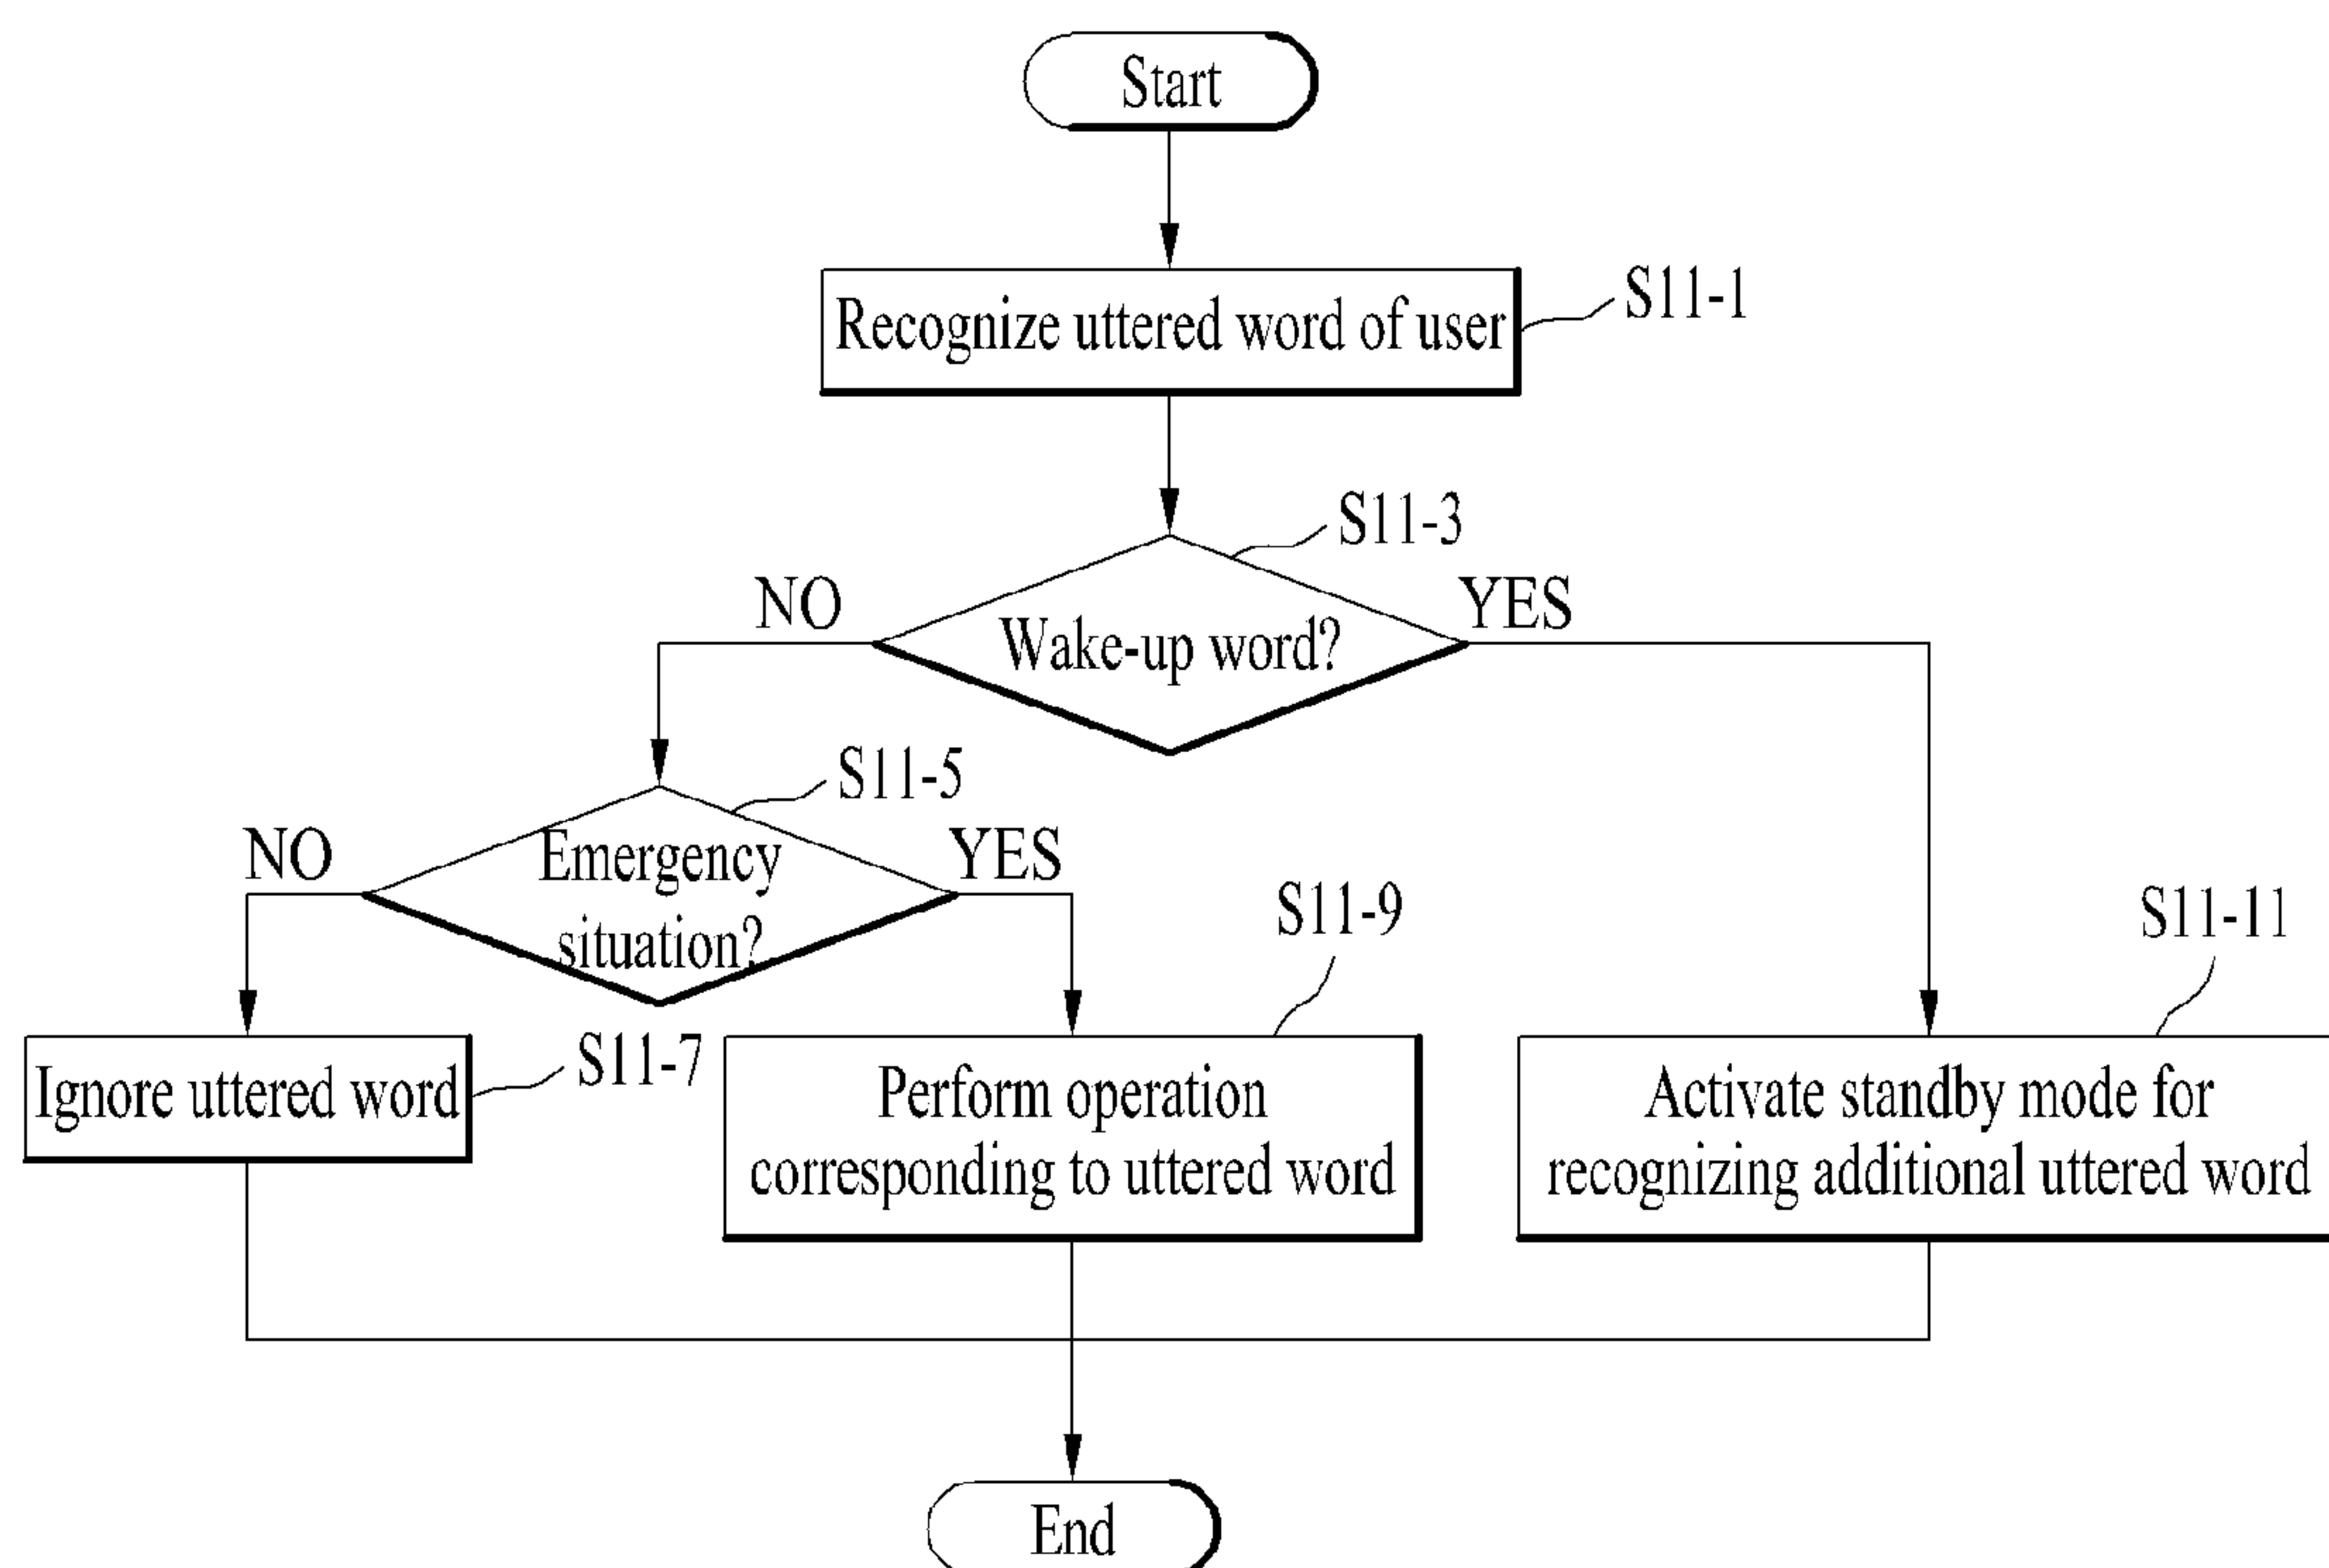 Start
Recognize uttered word of user
S11-1
S11-3
NO
Wake-up word?
YES
S11-5
NO
Emergency
situation?
YES
S11-9
S11-11
Ignore uttered word
S11-7
Perform operation
corresponding to uttered word
Activate standby mode for
recognizing additional uttered word
End